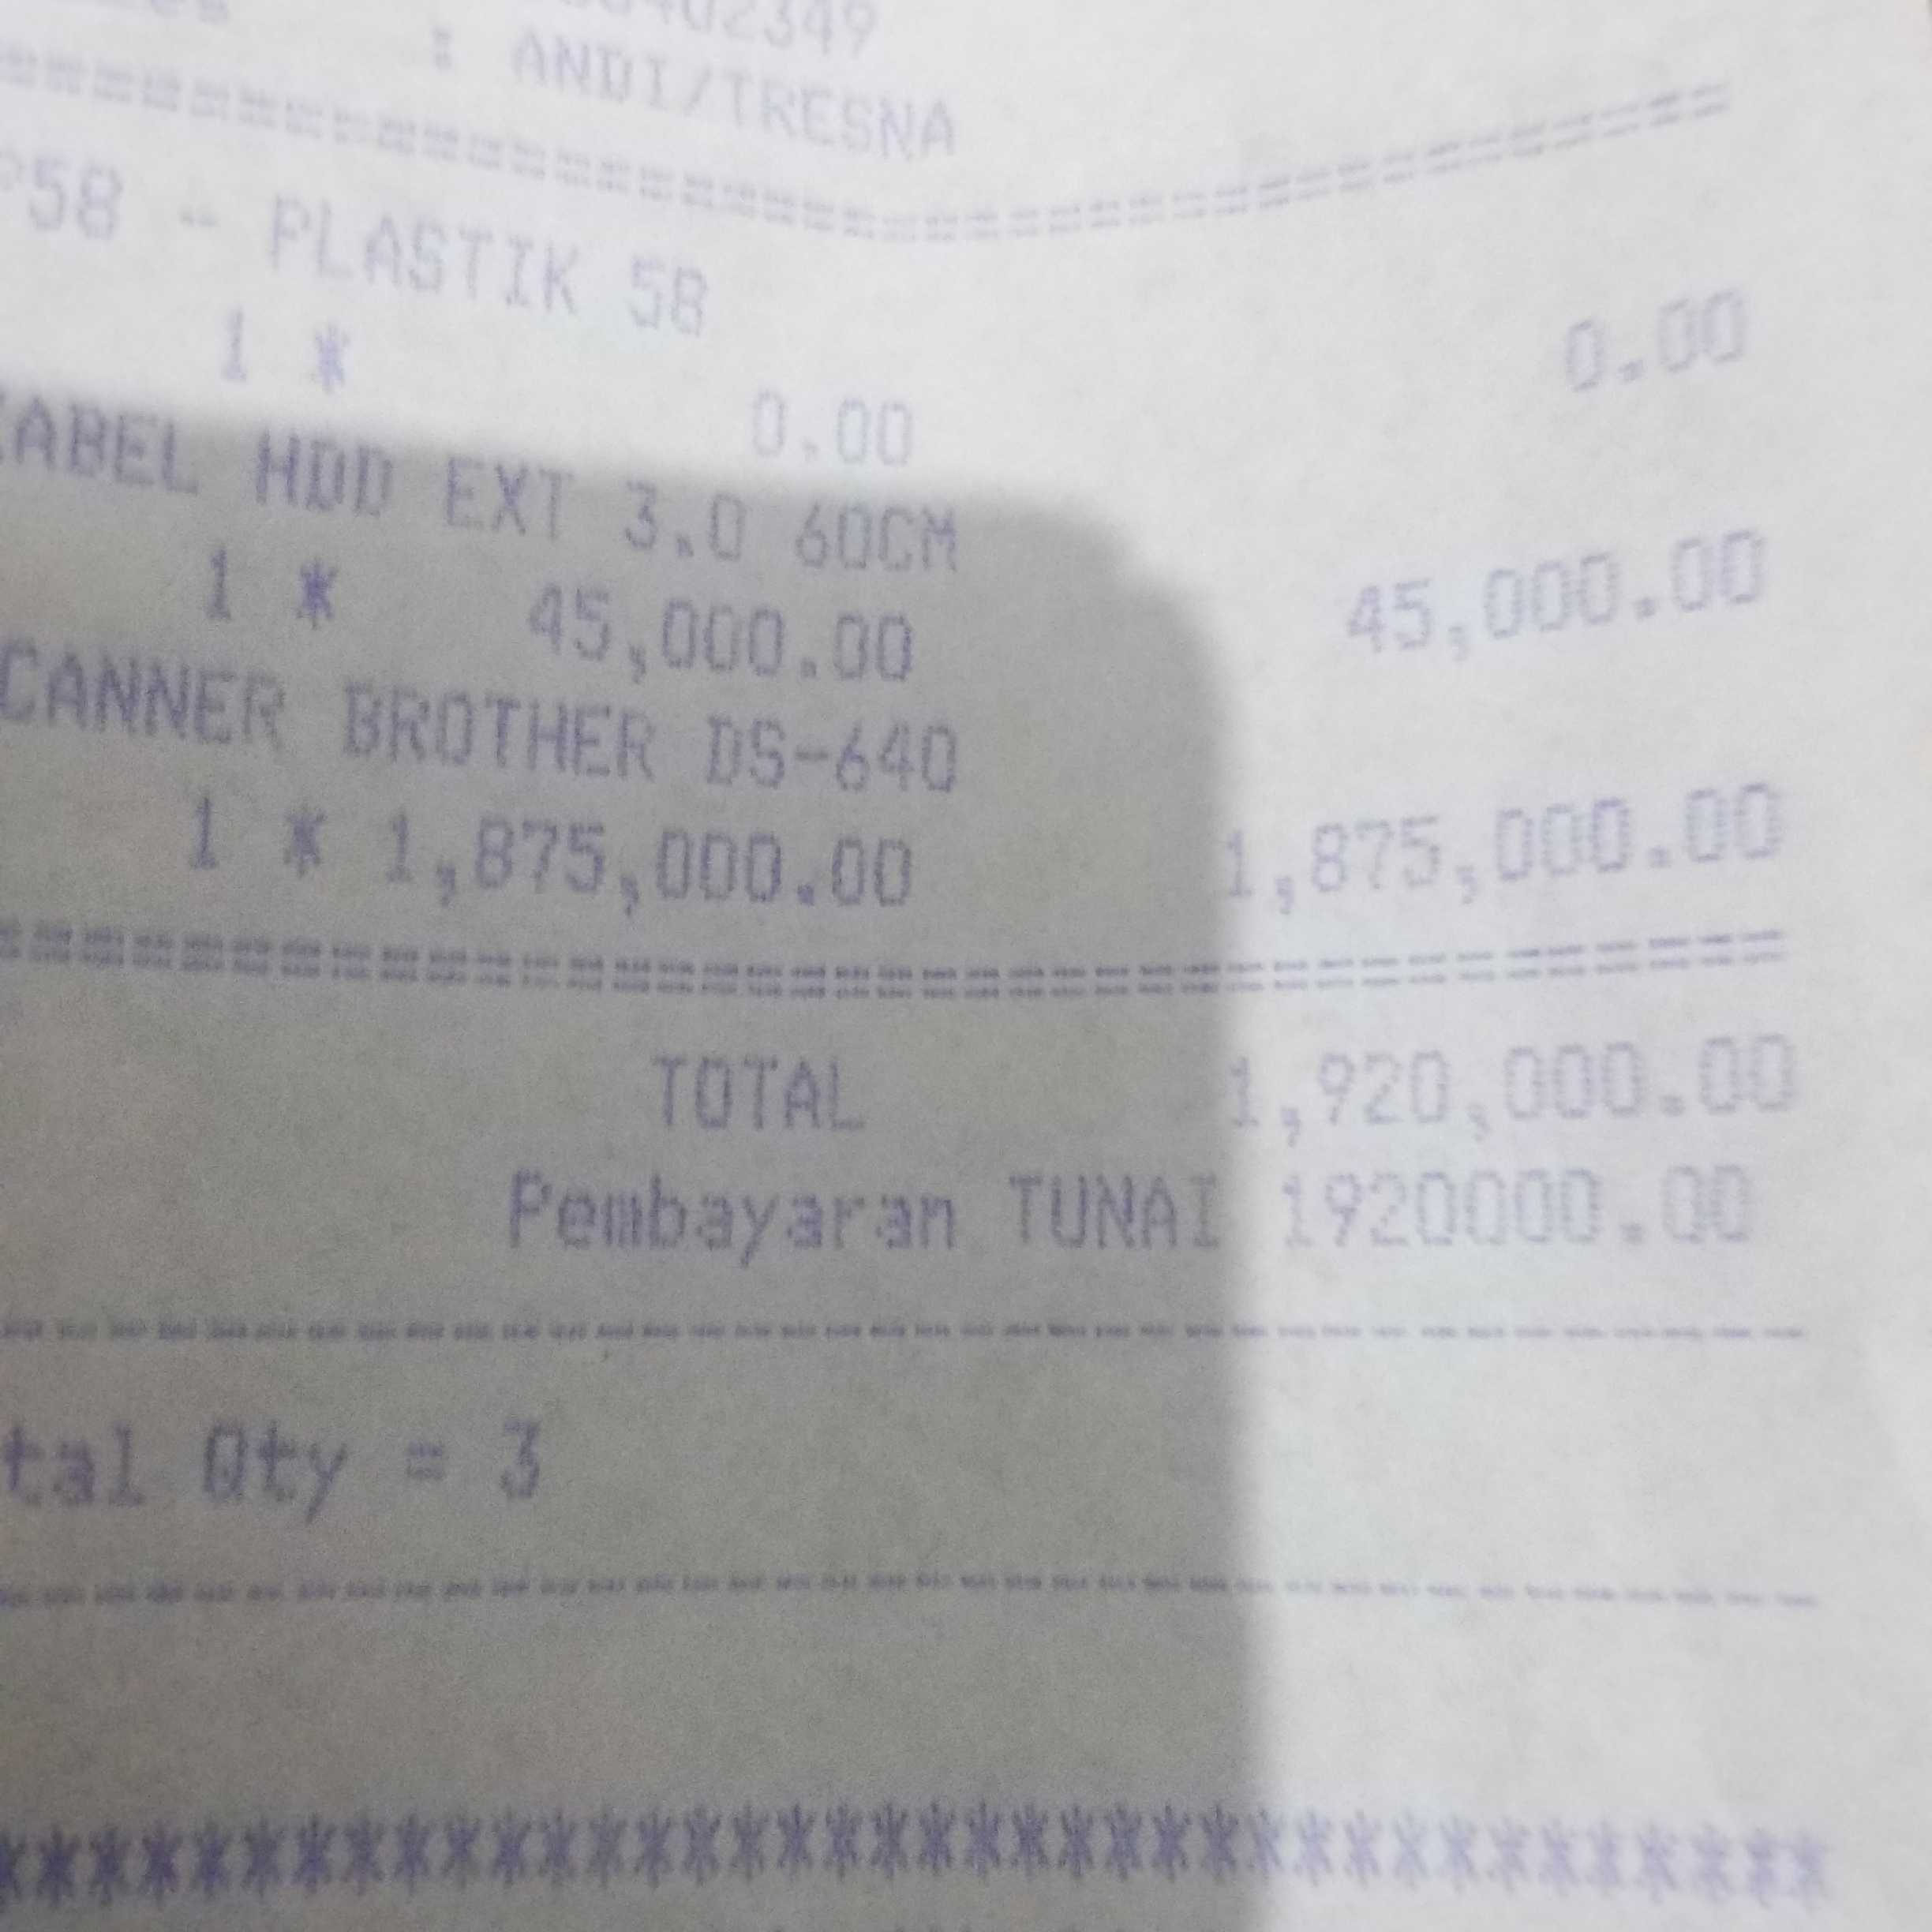 : ANDI/TRESNA
====================================
P58 - PLASTIK 58
1 * 0.00 0.00
KABEL HDD EXT 3.0 60CM
1 * 45,000.00 45,000.00
CANNER BROTHER DS-640
1 * 1,875,000.00 1,875,000.00
====================================
TOTAL 1,920,000.00
Pembayaran TUNAI 1920000.00
------------------------------------
tal Qty = 3
------------------------------------
**************************************